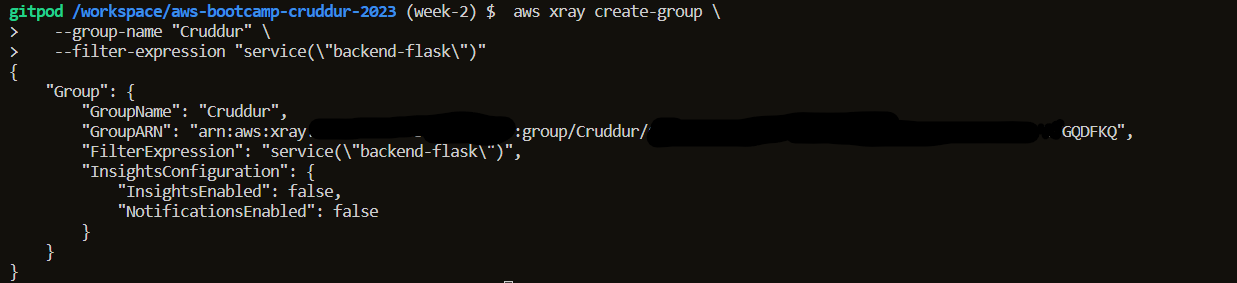 gitpod /workspace/aws-bootcamp-cruddur-2023 (week-2) $  aws xray create-group \
>    --group-name "Cruddur" \
>    --filter-expression "service(\"backend-flask\")"
{
    "Group": {
        "GroupName": "Cruddur",
        "GroupARN": "arn:aws:xray: :group/Cruddur/ GQDFKQ",
        "FilterExpression": "service(\"backend-flask\")",
        "InsightsConfiguration": {
            "InsightsEnabled": false,
            "NotificationsEnabled": false
        }
    }
}